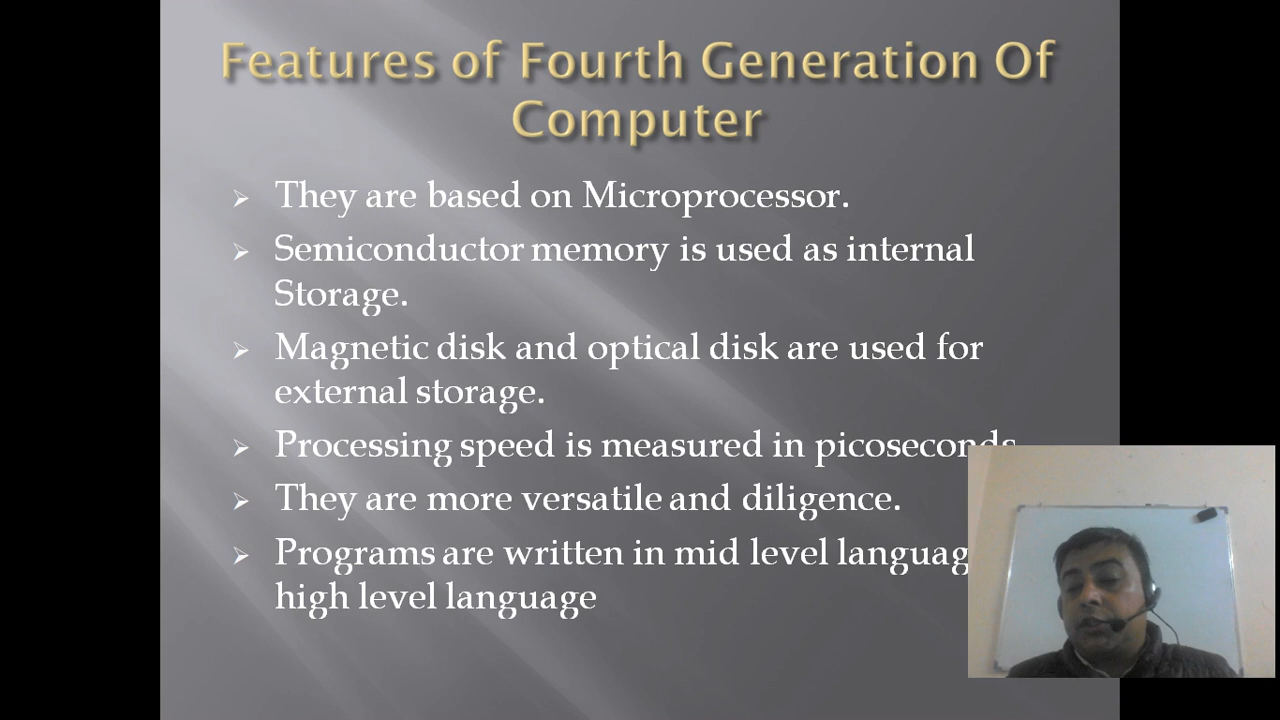 Features of Fourth Generation Of
Computer
They are based on Microprocessor.
Semiconductor memory is used as internal
Storage.
Magnetic disk and optical disk are used for
external storage.
Processing speed is measured in picoseconds
They are more versatile and diligence.
Programs are written in mid level
high level language